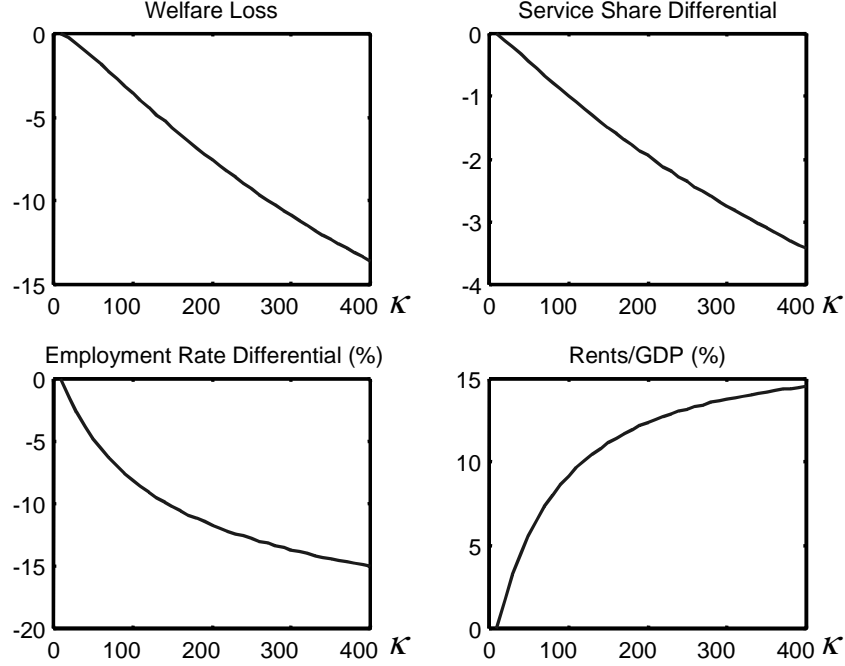 Welfare Loss
0
-5
-10
-15
0 100 200 300 400 κ
Service Share Differential
0
-1
-2
-3
-4
0 100 200 300 400 κ
Employment Rate Differential (%)
0
-5
-10
-15
-20
0 100 200 300 400 κ
Rents/GDP (%)
15
10
5
0
0 100 200 300 400 κ